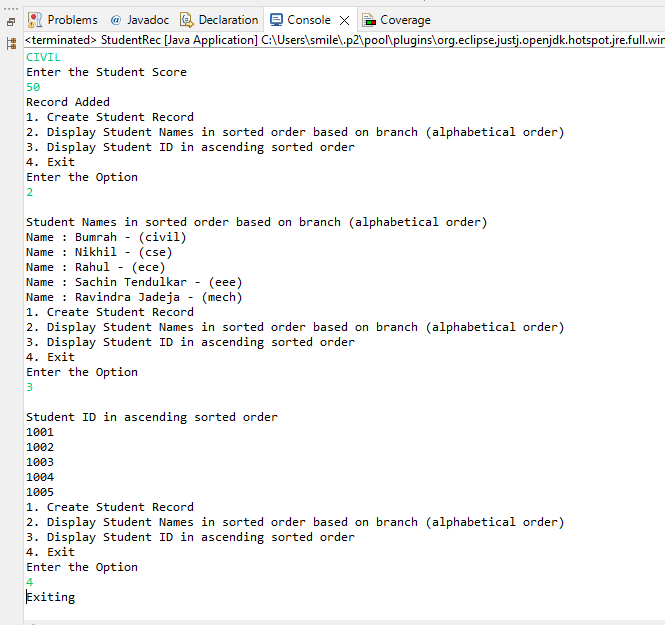 Problems @ Javadoc Declaration Console Coverage
<terminated> StudentRec [Java Application] C:\Users\smile\.p2\pool\plugins\org.eclipse.justj.openjdk.hotspot.jre.full.win
CIVIL
Enter the Student Score
50
Record Added
1. Create Student Record
2. Display Student Names in sorted order based on branch (alphabetical order)
3. Display Student ID in ascending sorted order
4. Exit
Enter the Option
2
Student Names in sorted order based on branch (alphabetical order)
Name : Bumrah - (civil)
Name : Nikhil - (cse)
Name : Rahul - (ece)
Name : Sachin Tendulkar - (eee)
Name : Ravindra Jadeja - (mech)
1. Create Student Record
2. Display Student Names in sorted order based on branch (alphabetical order)
3. Display Student ID in ascending sorted order
4. Exit
Enter the Option
3
Student ID in ascending sorted order
1001
1002
1003
1004
1005
1. Create Student Record
2. Display Student Names in sorted order based on branch (alphabetical order)
3. Display Student ID in ascending sorted order
4. Exit
Enter the Option
4
Exiting